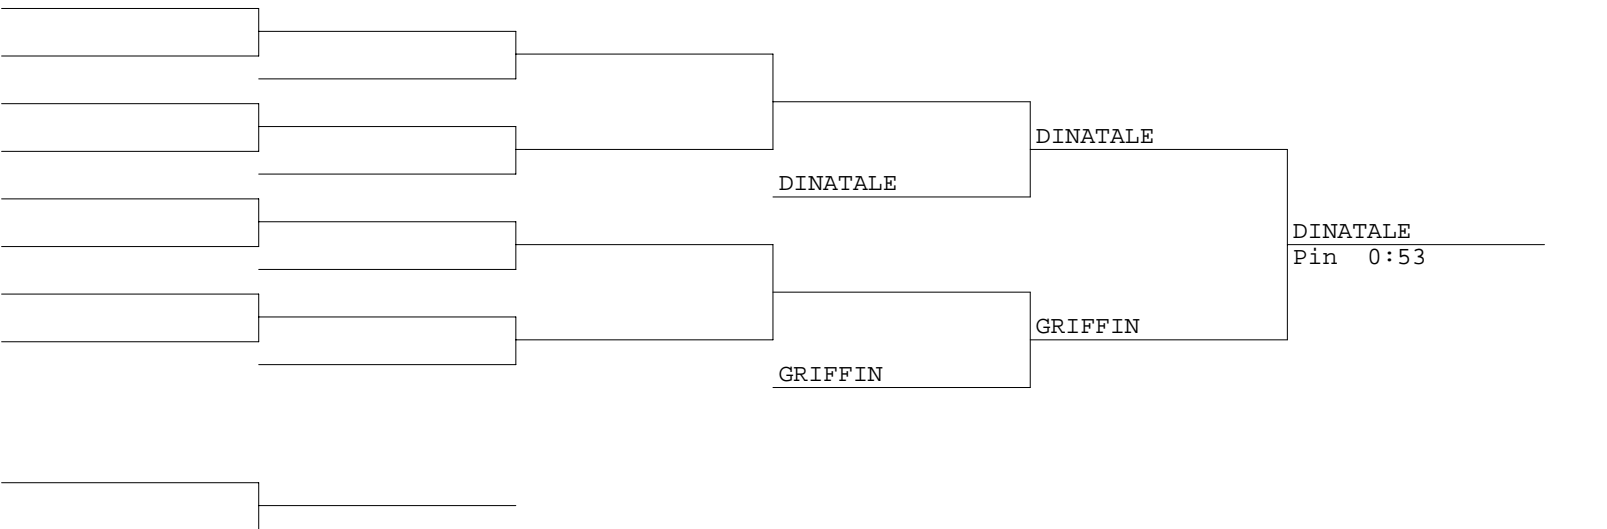 DINATALE
DINATALE
DINATALE
Pin  0:53
GRIFFIN
GRIFFIN